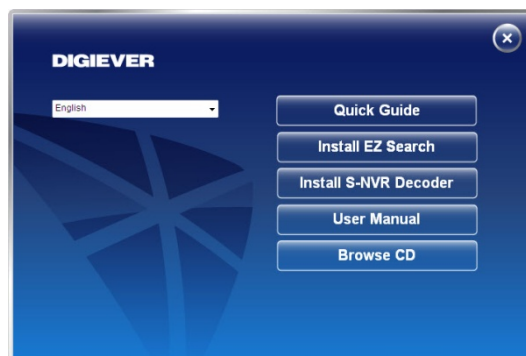 DIGIEVER
English
Quick Guide
Install EZ Search
Install S-NVR Decoder
User Manual
Browse CD